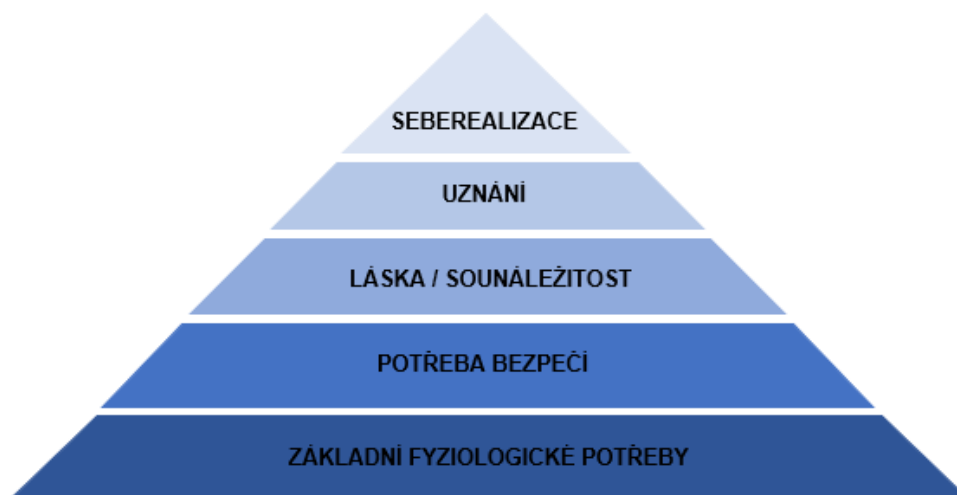 SEBEREALIZACE
UZNÁNÍ
LÁSKA / SOUNÁLEŽITOST
POTŘEBA BEZPEČÍ
ZÁKLADNÍ FYZIOLOGICKÉ POTŘEBY